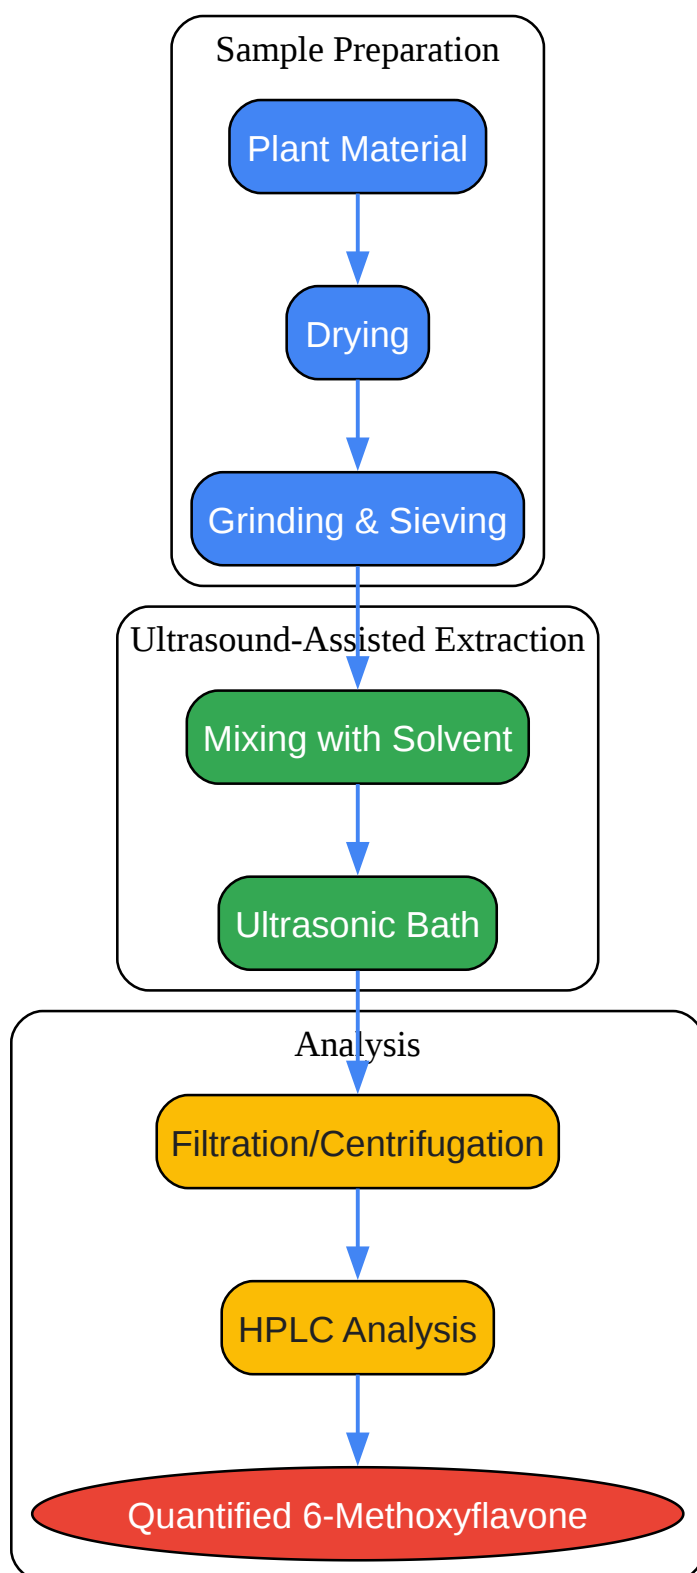 Sample Preparation
Plant Material
Drying
Grinding & Sieving
Ultrasound-Assisted Extraction
Mixing with Solvent
Ultrasonic Bath
Analysis
Filtration/Centrifugation
HPLC Analysis
Quantified 6-Methoxyflavone